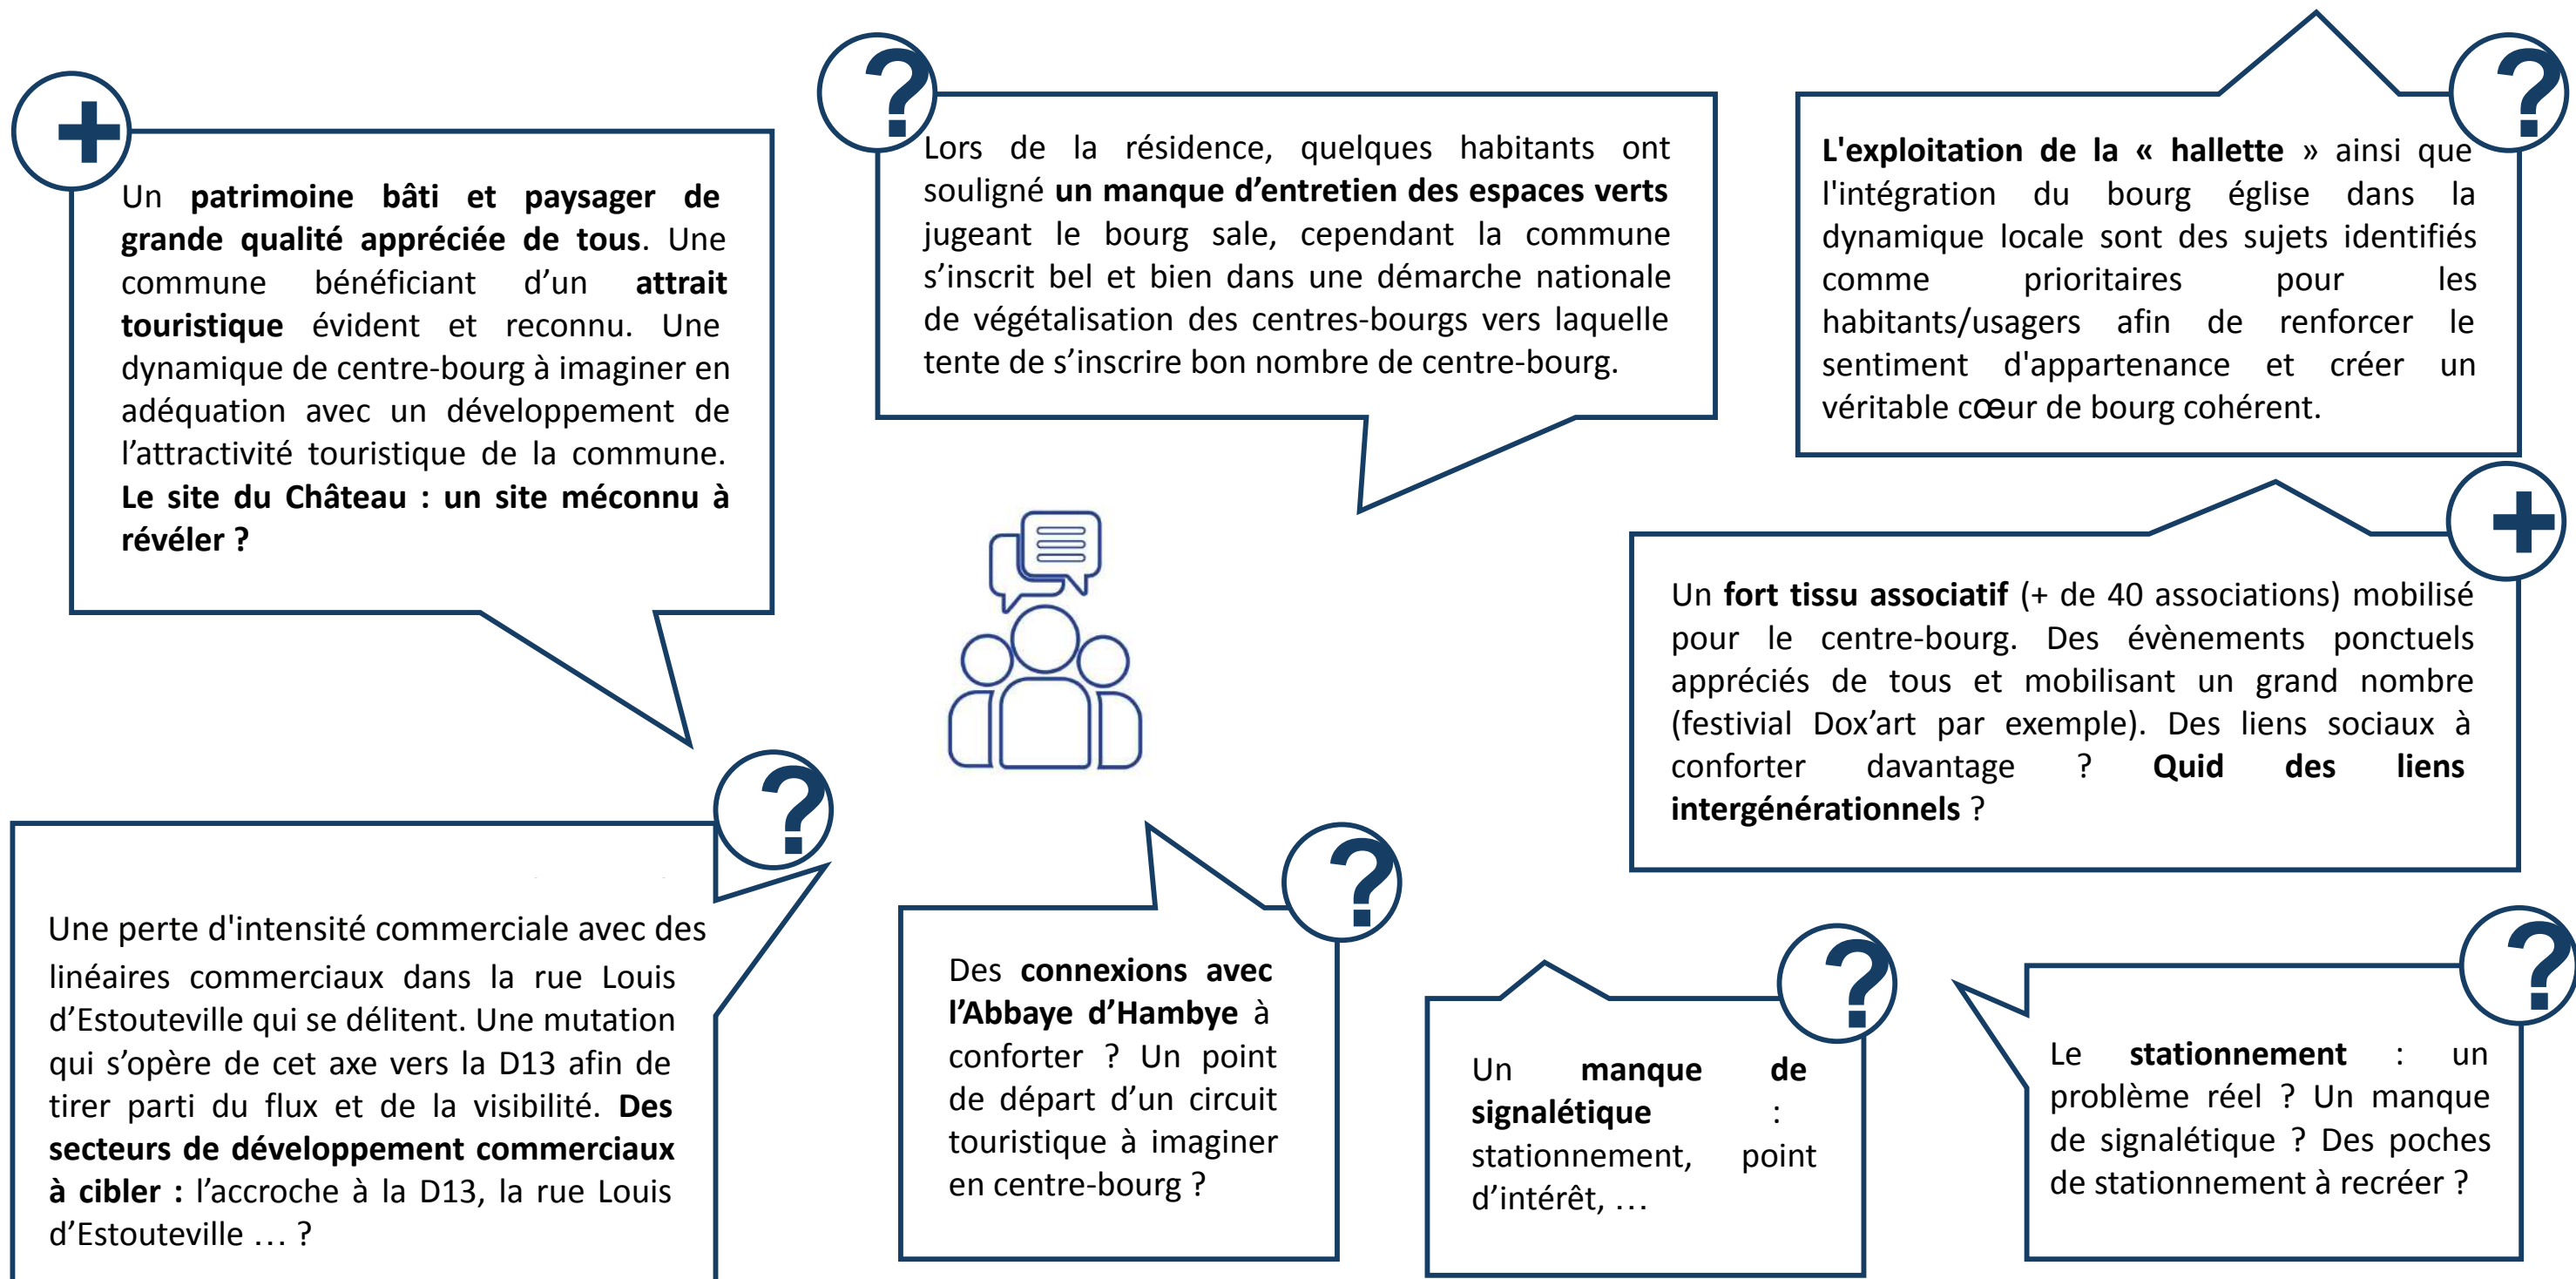 +
Un patrimoine bâti et paysager de
grande qualité appréciée de tous. Une
commune bénéficiant d’un attrait
touristique évident et reconnu. Une
dynamique de centre-bourg à imaginer en
adéquation avec un développement de
l’attractivité touristique de la commune.
Le site du Château : un site méconnu à
révéler ?
?
Lors de la résidence, quelques habitants ont
souligné un manque d’entretien des espaces verts
jugeant le bourg sale, cependant la commune
s’inscrit bel et bien dans une démarche nationale
de végétalisation des centres-bourgs vers laquelle
tente de s’inscrire bon nombre de centre-bourg.
?
L'exploitation de la « hallette » ainsi que
l'intégration du bourg église dans la
dynamique locale sont des sujets identifiés
comme prioritaires pour les
habitants/usagers afin de renforcer le
sentiment d'appartenance et créer un
véritable cœur de bourg cohérent.
+
Un fort tissu associatif (+ de 40 associations) mobilisé
pour le centre-bourg. Des évènements ponctuels
appréciés de tous et mobilisant un grand nombre
(festivial Dox’art par exemple). Des liens sociaux à
conforter davantage ? Quid des liens
intergénérationnels ?
?
Une perte d'intensité commerciale avec des
linéaires commerciaux dans la rue Louis
d’Estouteville qui se délitent. Une mutation
qui s’opère de cet axe vers la D13 afin de
tirer parti du flux et de la visibilité. Des
secteurs de développement commerciaux
à cibler : l’accroche à la D13, la rue Louis
d’Estouteville … ?
?
Des connexions avec
l’Abbaye d’Hambye à
conforter ? Un point
de départ d’un circuit
touristique à imaginer
en centre-bourg ?
?
Un manque de
signalétique :
stationnement, point
d’intérêt, …
?
Le stationnement : un
problème réel ? Un manque
de signalétique ? Des poches
de stationnement à recréer ?